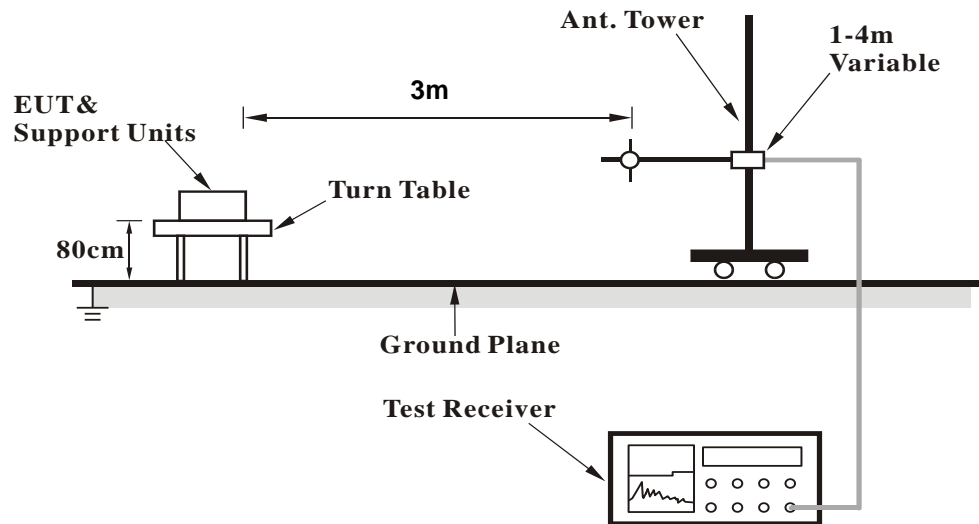 Ant. Tower
1-4m
Variable
3m
EUT&
Support Units
Turn Table
80cm
Ground Plane
Test Receiver